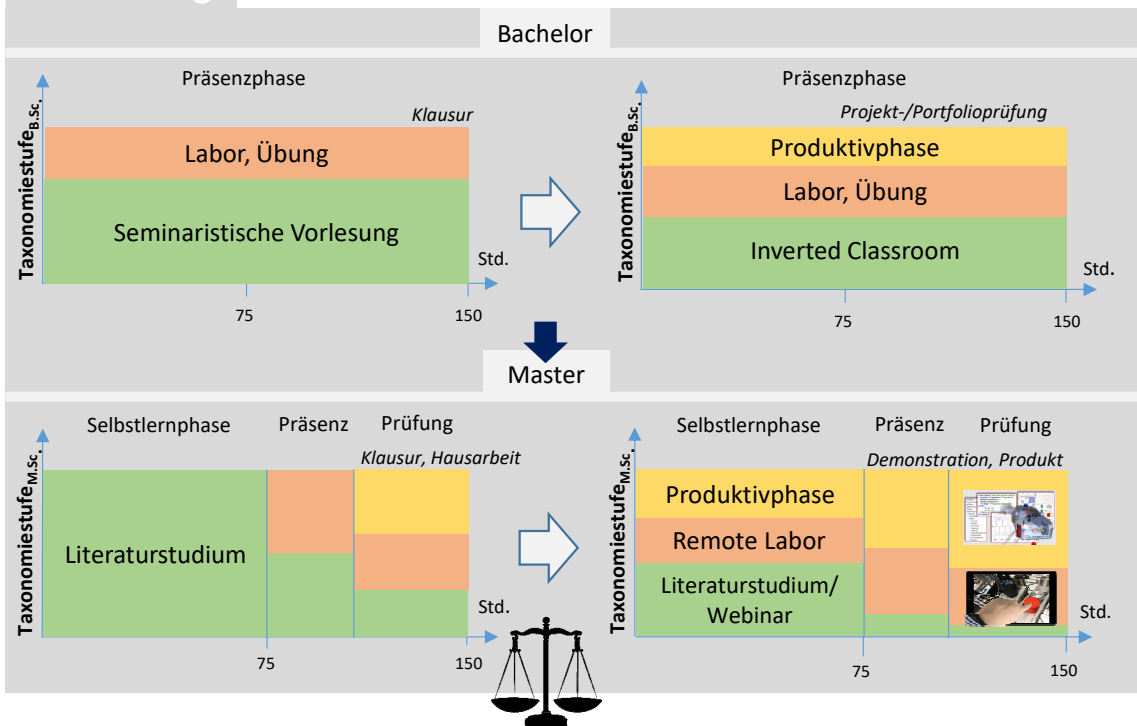 Bachelor
Präsenzphase
Klausur
Taxonomiestufe B.Sc.
Labor, Übung
Seminaristische Vorlesung
Std.
75
150
Präsenzphase
Projekt-/Portfolioprüfung
Taxonomiestufe B.Sc.
Produktivphase
Labor, Übung
Inverted Classroom
Std.
75
150
Master
Selbstlernphase Präsenz Prüfung
Klausur, Hausarbeit
Taxonomiestufe M.Sc.
Literaturstudium
Std.
75
150
Selbstlernphase Präsenz Prüfung
Demonstration, Produkt
Taxonomiestufe M.Sc.
Produktivphase
Remote Labor
Literaturstudium/
Webinar
Std.
75
150